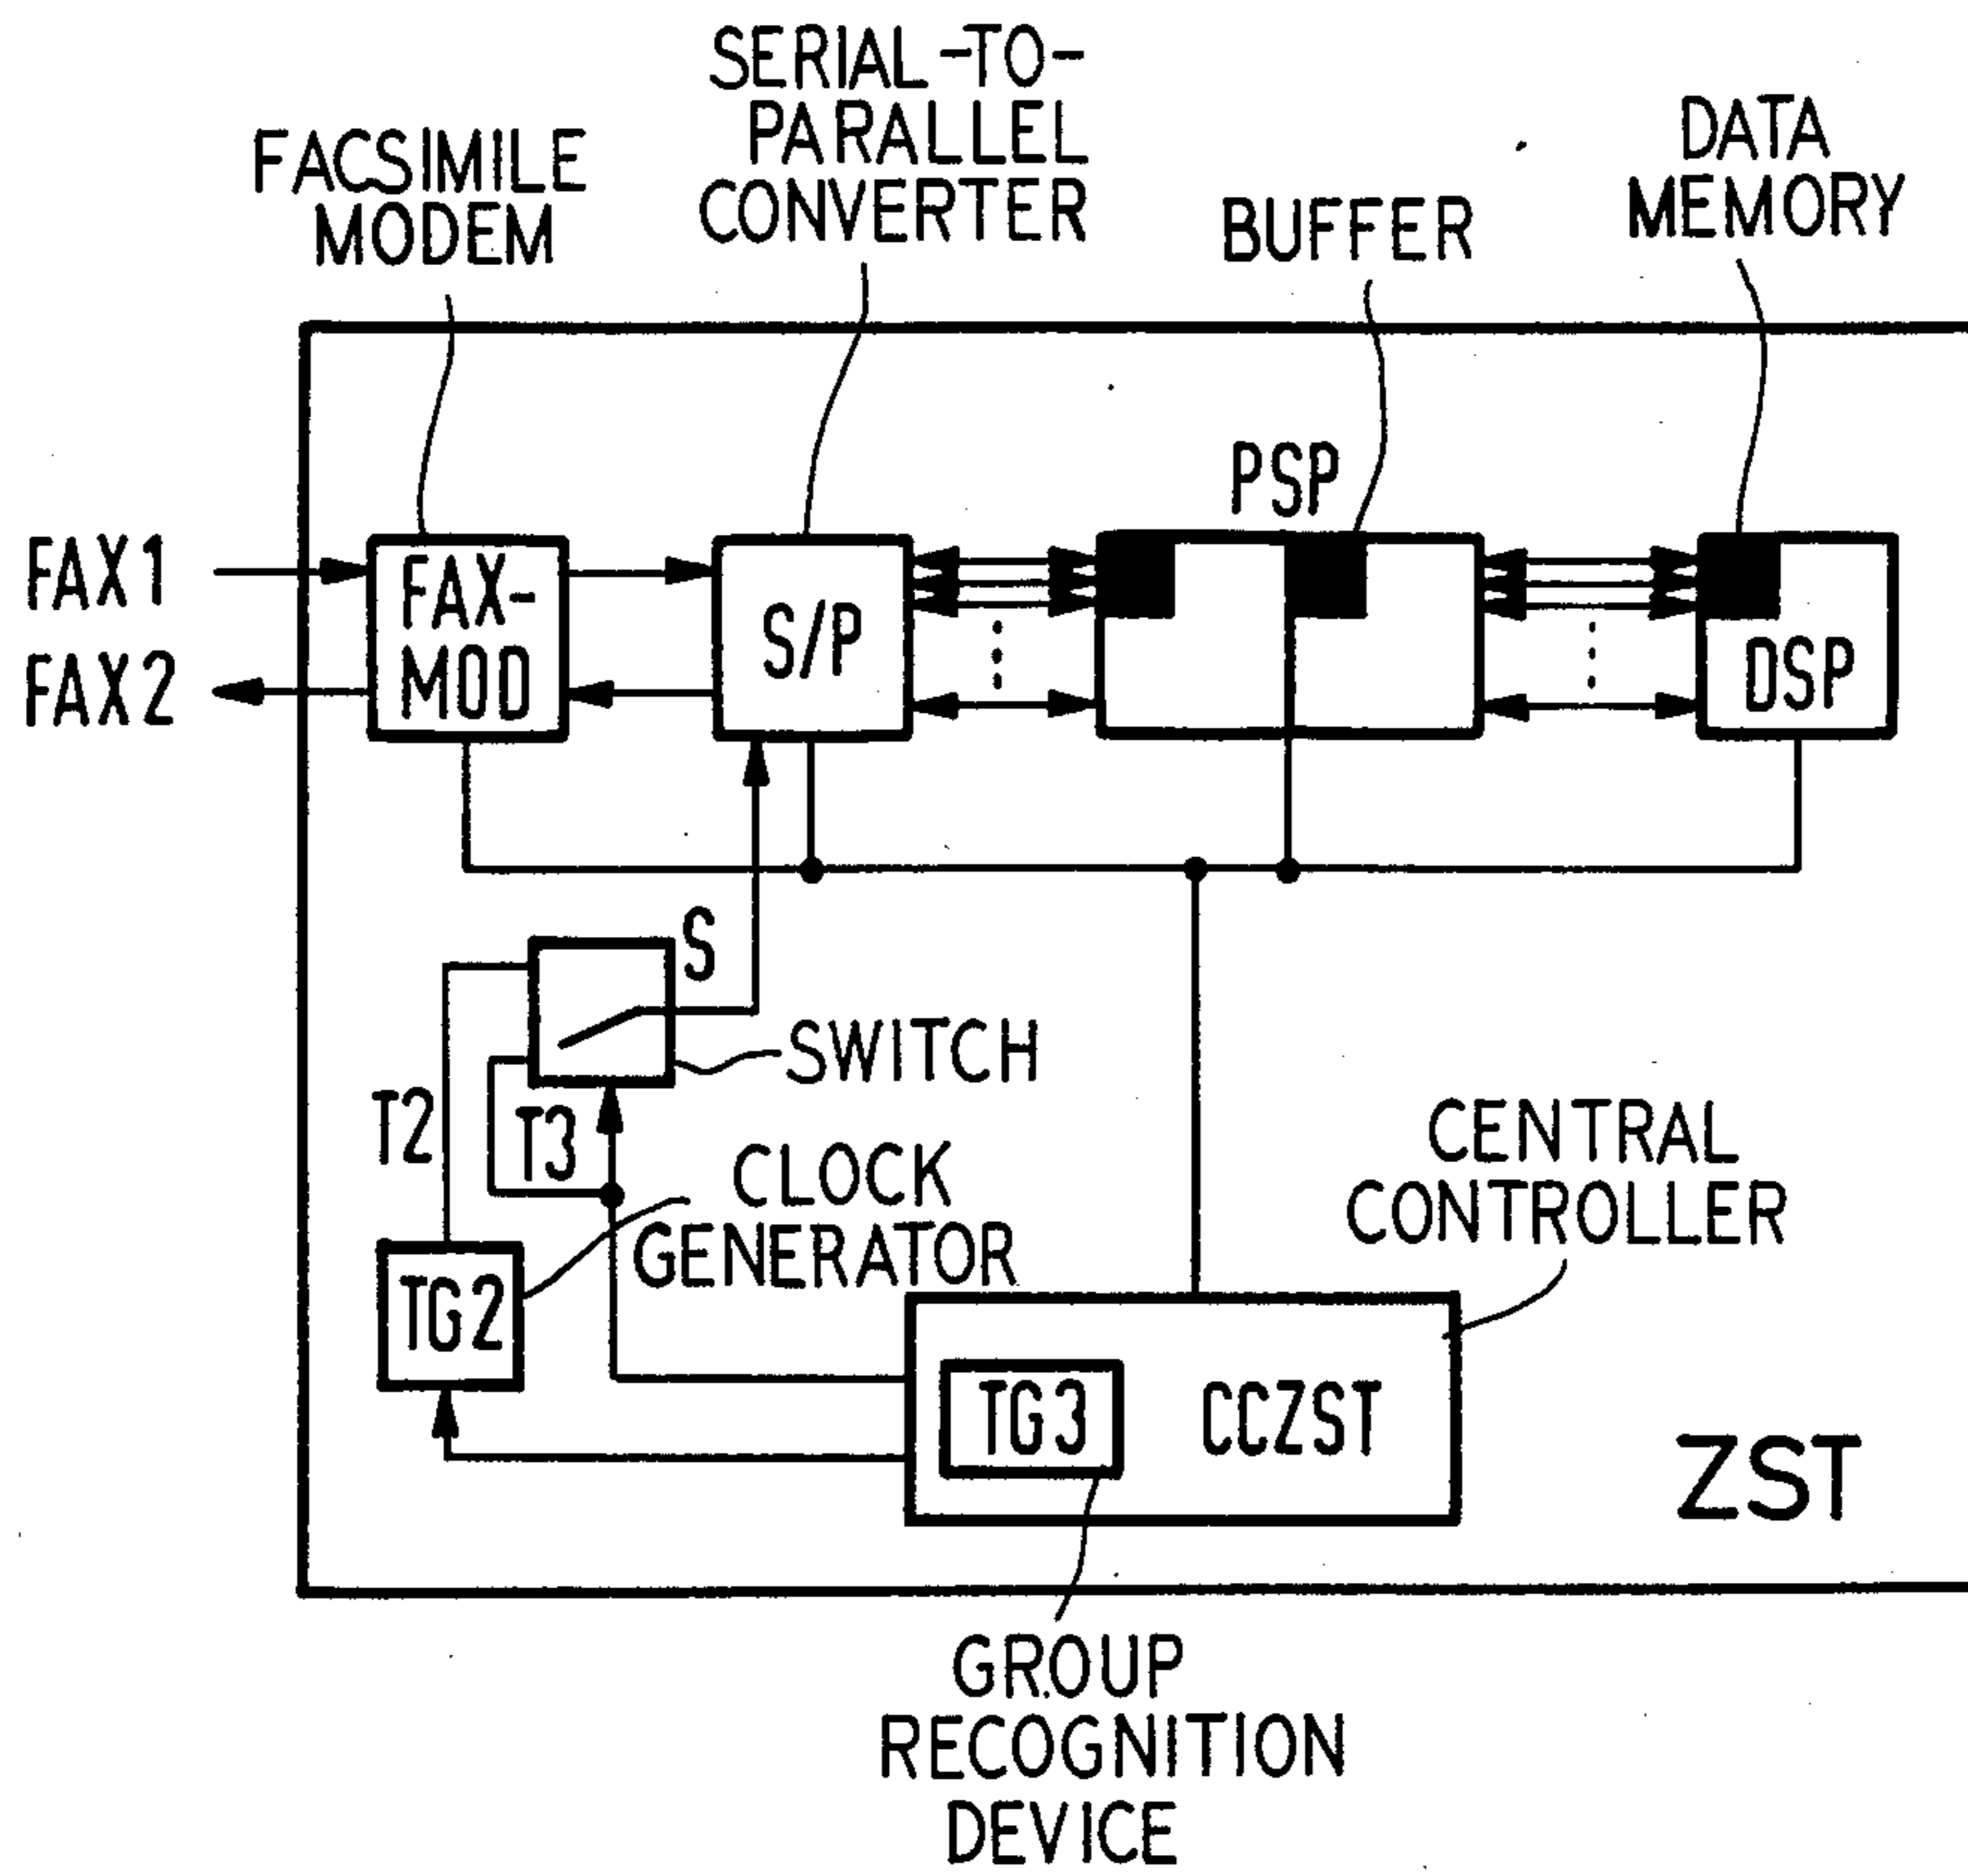 SERIAL-TO-
PARALLEL
CONVERTER
FACSIMILE
MODEM
BUFFER
DATA
MEMORY
PSP
FAX1
FAX2
FAX-
MOD
S/P
DSP
S
SWITCH
T2
T3
CLOCK
GENERATOR
CENTRAL
CONTROLLER
TG2
TG3
CCZST
ZST
GROUP
RECOGNITION
DEVICE